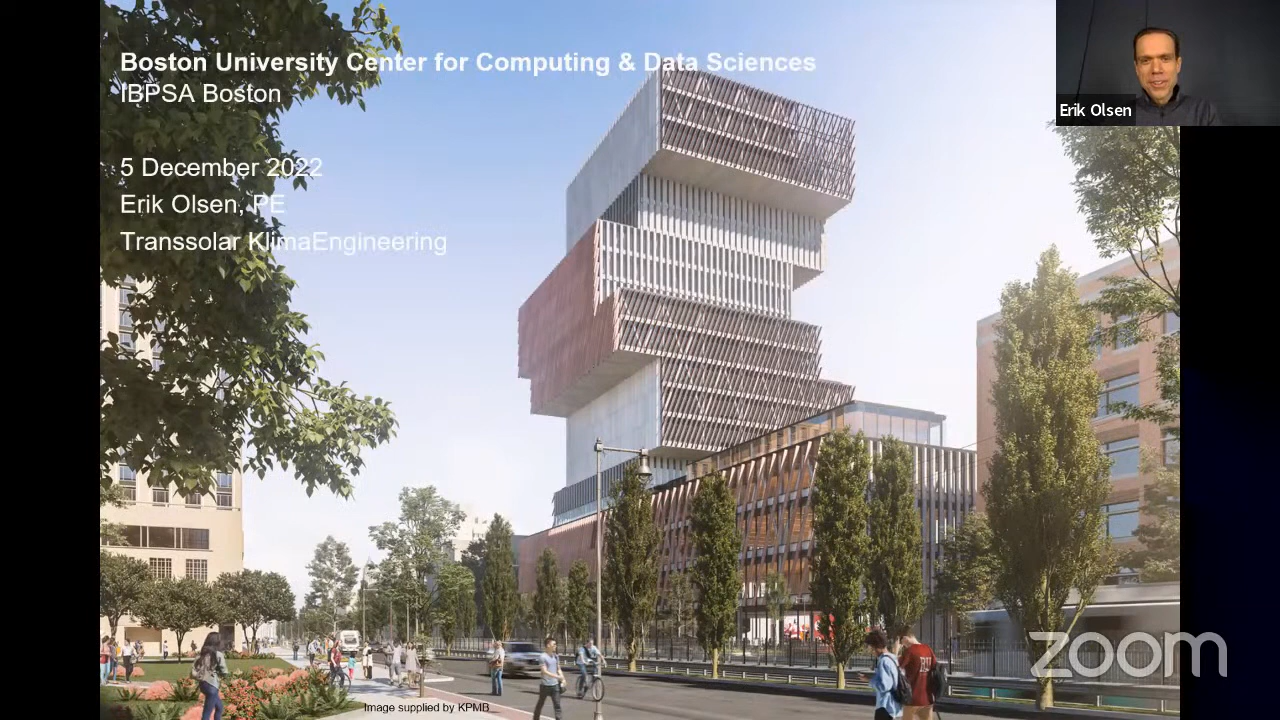 Boston University Center for Computing & Data Sciences
IBPSA Boston
5 December 2022
Erik Olsen, PE
Transsolar KlimaEngineering
Erik Olsen
zoom
Image supplied by KPMB